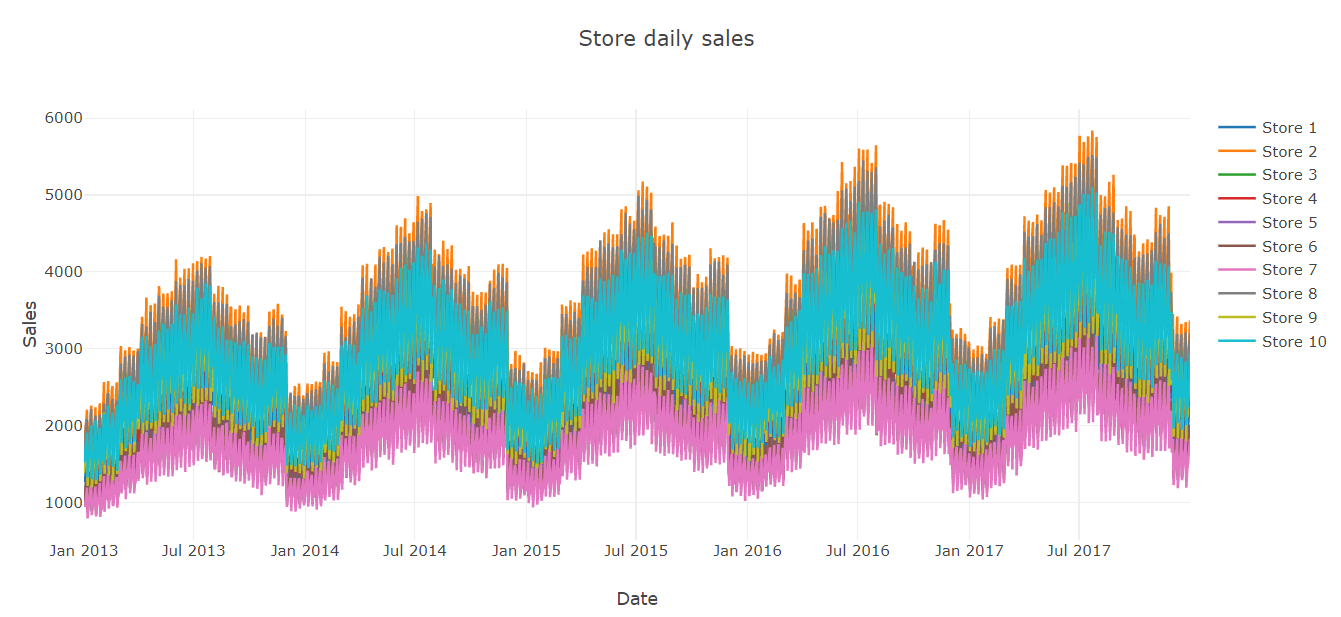 Store daily sales
6000
5000
4000
3000
2000
1000
Sales
Jan 2013 Jul 2013 Jan 2014 Jul 2014 Jan 2015 Jul 2015 Jan 2016 Jul 2016 Jan 2017 Jul 2017
Date
Store 1
Store 2
Store 3
Store 4
Store 5
Store 6
Store 7
Store 8
Store 9
Store 10